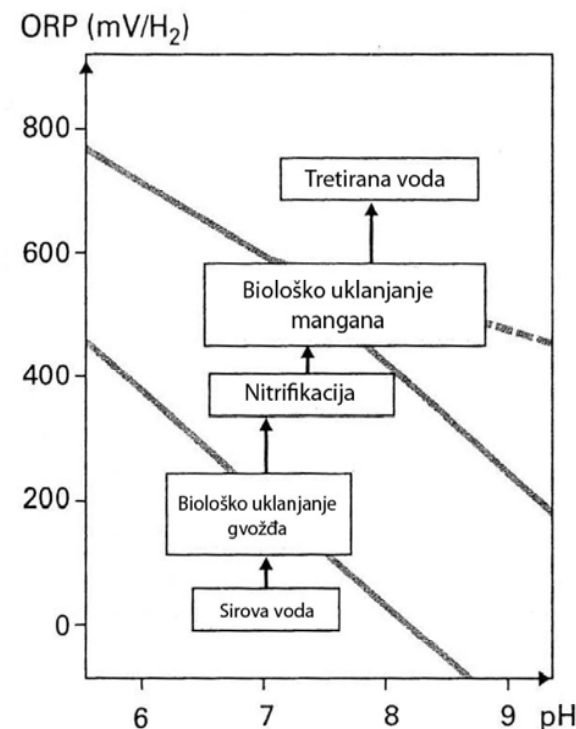 ORP (mV/H₂)
800
Tretirana voda
600
Biološko uklanjanje
mangana
400
Nitrifikacija
200
Biološko uklanjanje
gvožđa
Sirova voda
0
6 7 8 9 pH